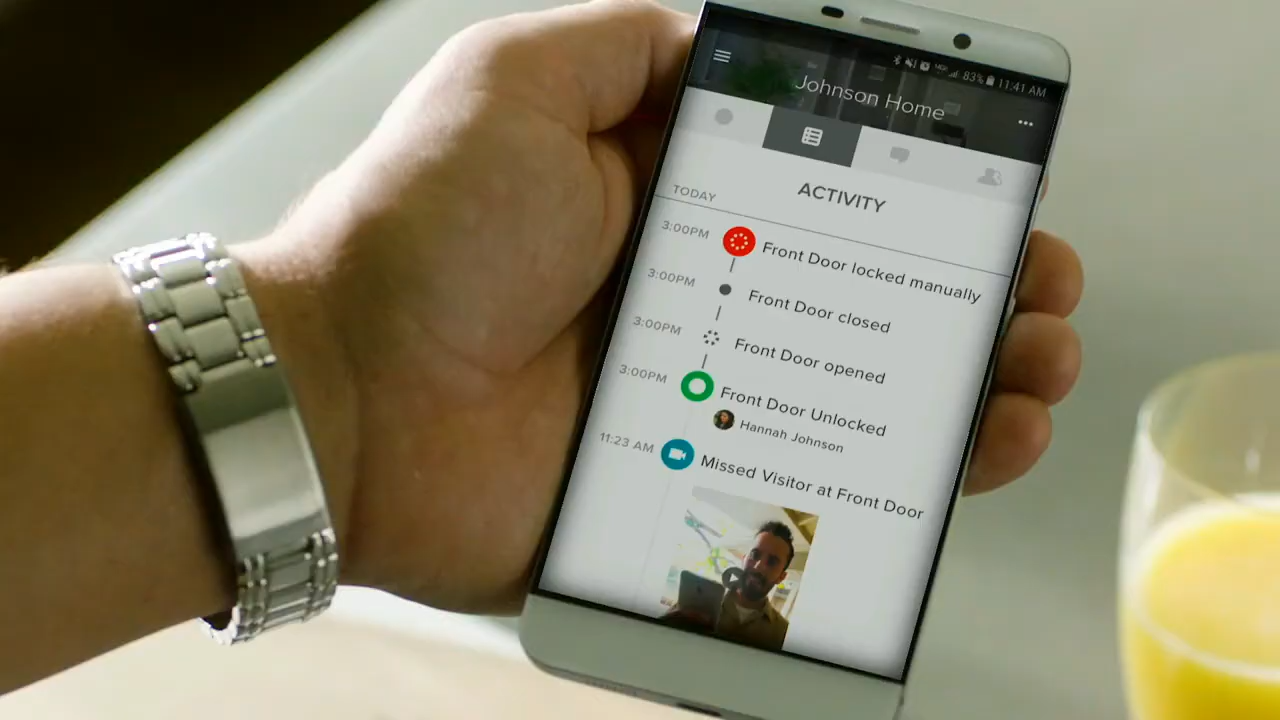 83% 11:41 AM
Johnson Home
ACTIVITY
TODAY
3:00PM Front Door locked manually
3:00PM Front Door closed
3:00PM Front Door opened
3:00PM Front Door Unlocked
Hannah Johnson
11:23 AM Missed Visitor at Front Door